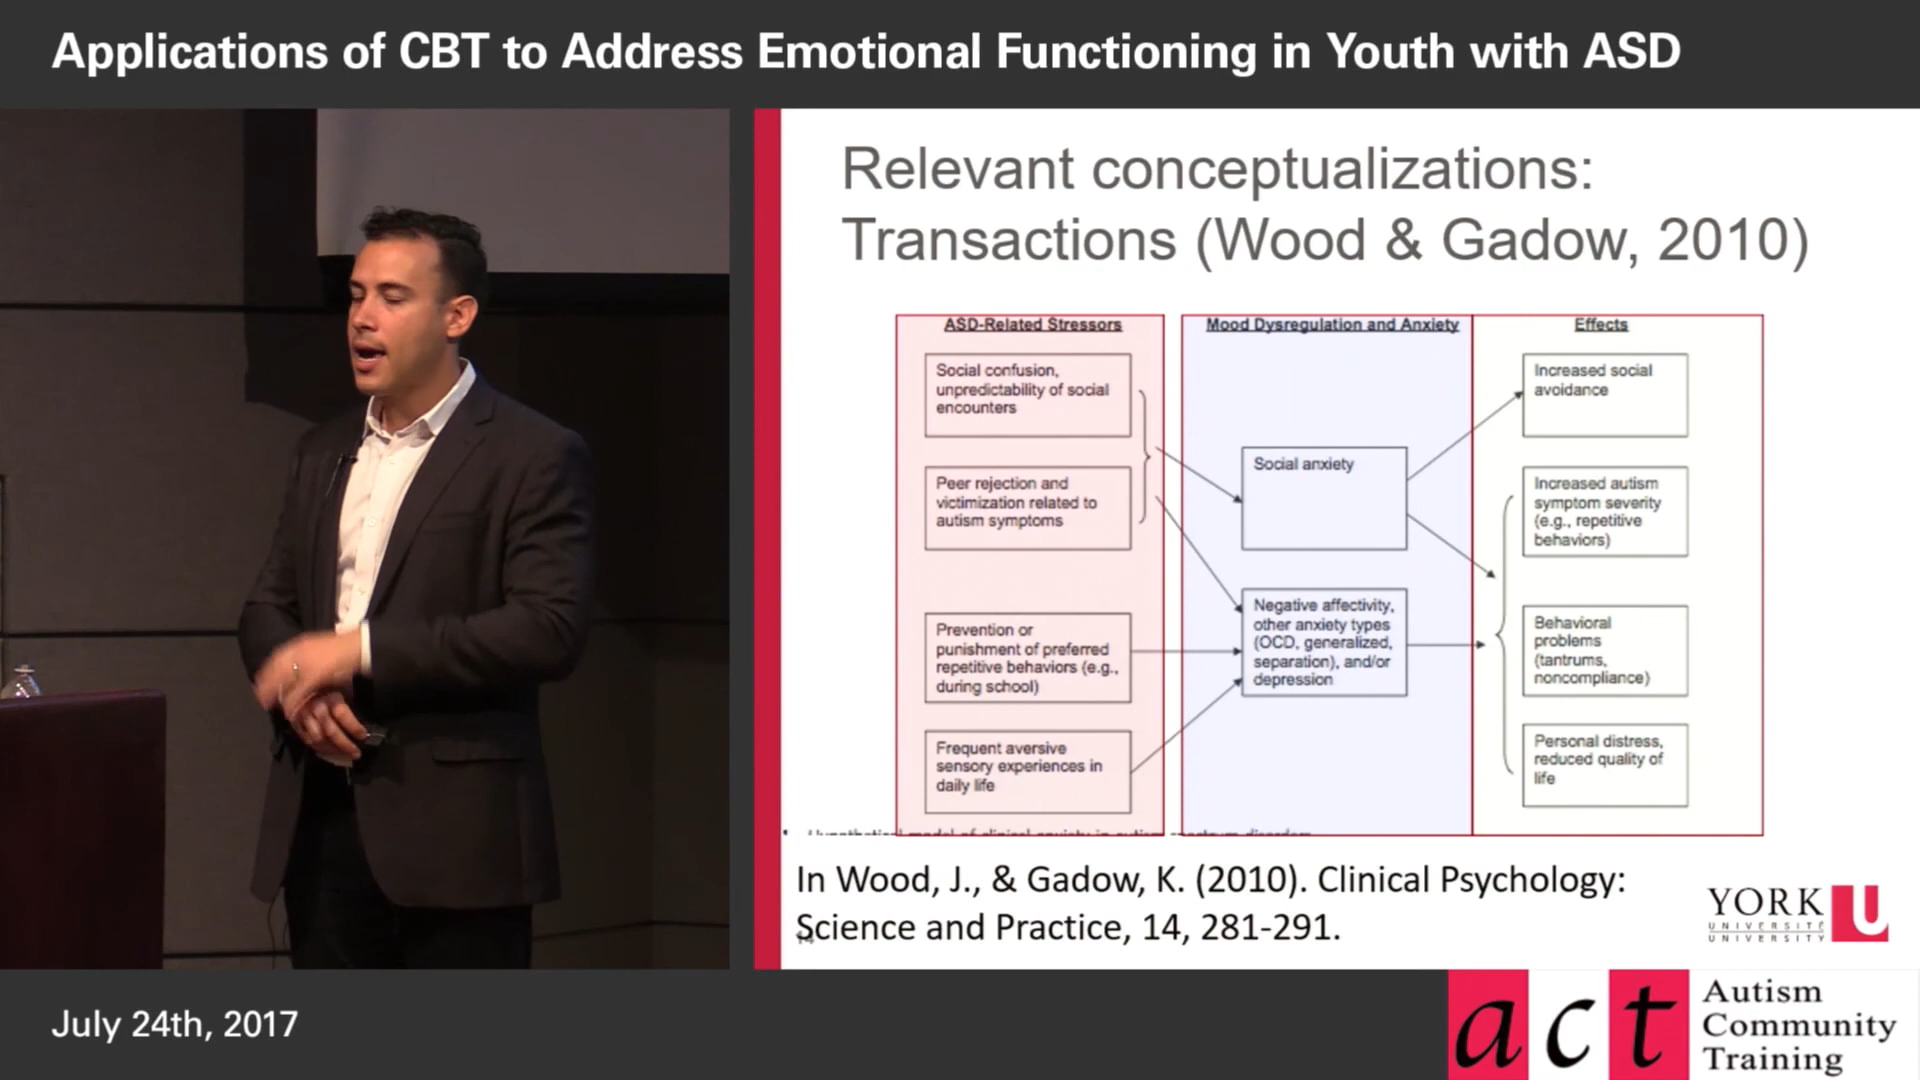 Applications of CBT to Address Emotional Functioning in Youth with ASD
Relevant conceptualizations:
Transactions (Wood & Gadow, 2010)
ASD-Related Stressors
Social confusion,
unpredictability of social
encounters
Peer rejection and
victimization related to
autism symptoms
Prevention or
punishment of preferred
repetitive behaviors (e.g.,
during school)
Frequent aversive
sensory experiences in
daily life
Mood Dysregulation and Anxiety
Social anxiety
Negative affectivity,
other anxiety types
(OCD, generalized,
separation), and/or
depression
Effects
Increased social
avoidance
Increased autism
symptom severity
(e.g., repetitive
behaviors)
Behavioral
problems
(tantrums,
noncompliance)
Personal distress,
reduced quality of
life
In Wood, J., & Gadow, K. (2010). Clinical Psychology:
Science and Practice, 14, 281-291.
14
YORK U
UNIVERSITÉ
UNIVERSITY
July 24th, 2017
act
Autism
Community
Training